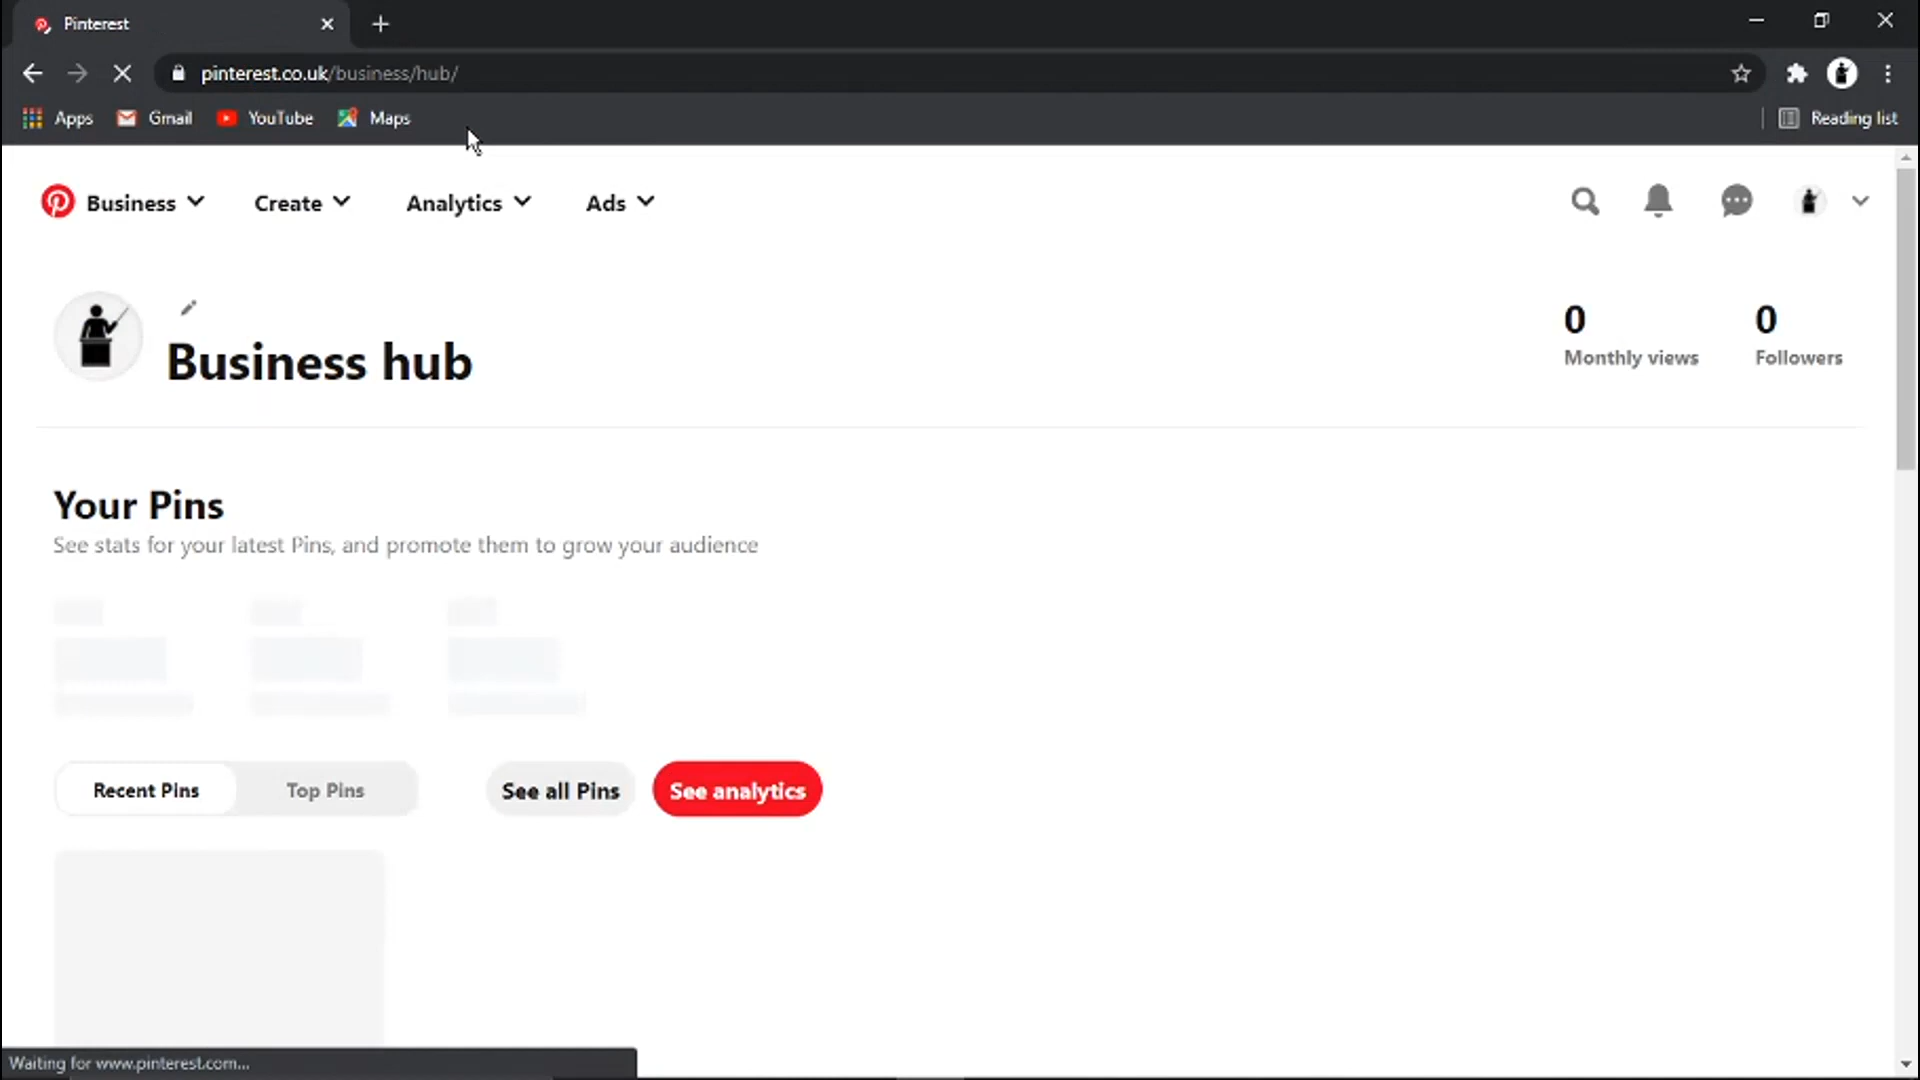 Pinterest
pinterest.co.uk/business/hub/
Apps Gmail YouTube Maps Reading list
Business Create Analytics Ads
Business hub
0 0
Monthly views Followers
Your Pins
See stats for your latest Pins, and promote them to grow your audience
Recent Pins Top Pins See all Pins See analytics
Waiting for www.pinterest.com...